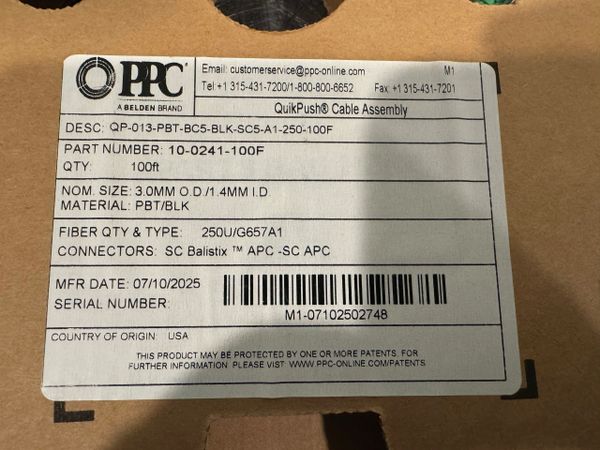 PPC
A BELDEN BRAND
Email: customerservice@ppc-online.com M1
Tel +1 315-431-7200/1-800-800-6652 Fax: +1 315-431-7201
QuikPush® Cable Assembly
DESC: QP-013-PBT-BC5-BLK-SC5-A1-250-100F
PART NUMBER: 10-0241-100F
QTY: 100ft
NOM. SIZE: 3.0MM O.D./1.4MM I.D
MATERIAL: PBT/BLK
FIBER QTY & TYPE: 250U/G657A1
CONNECTORS: SC Balistix ™ APC -SC APC
MFR DATE: 07/10/2025
SERIAL NUMBER:
M1-07102502748
COUNTRY OF ORIGIN: USA
THIS PRODUCT MAY BE PROTECTED BY ONE OR MORE PATENTS. FOR
FURTHER INFORMATION PLEASE VISIT: WWW.PPC-ONLINE.COM/PATENTS.